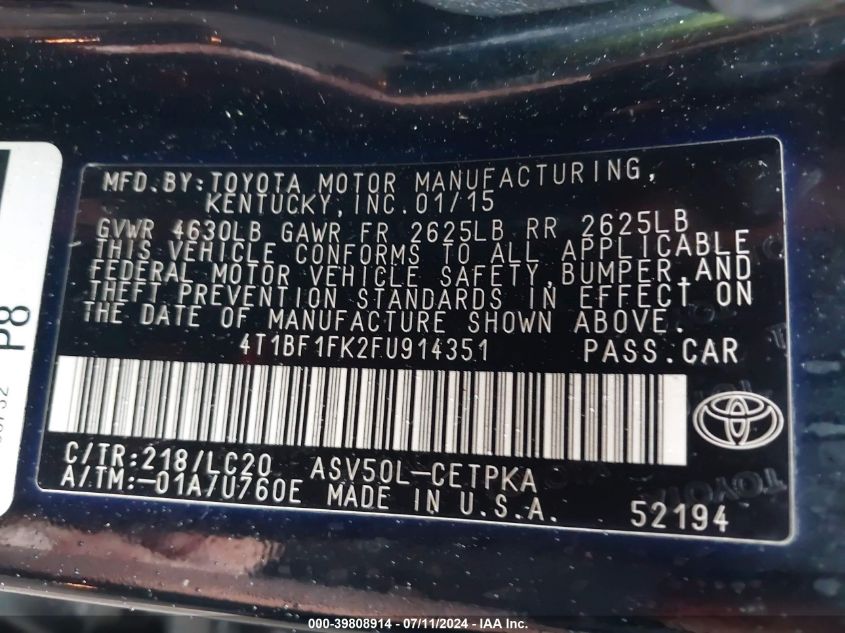 MFD.BY:TOYOTA MOTOR MANUFACTURING,
KENTUCKY,INC.01/15
GVWR 4630LB GAWR FR 2625LB RR 2625LB
THIS VEHICLE CONFORMS TO ALL APPLICABLE
FEDERAL MOTOR VEHICLE SAFETY,BUMPER,AND
THEFT PREVENTION STANDARDS IN EFFECT ON
THE DATE OF MANUFACTURE SHOWN ABOVE.
4T1BF1FK2FU914351 PASS.CAR
C/TR:218/LC20 ASV50L-CETPKA
A/TM:-01A/U760E MADE IN U.S.A. 52194
P8
000-39808914 - 07/11/2024 - IAA Inc.